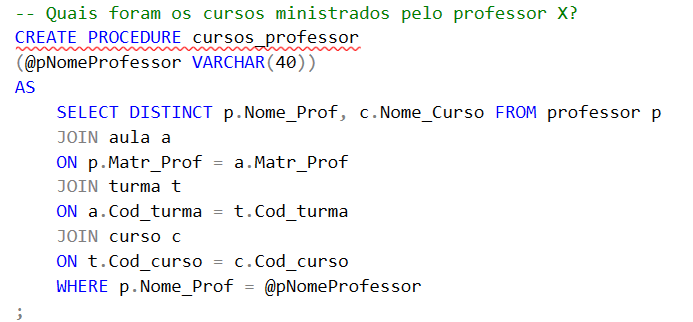 -- Quais foram os cursos ministrados pelo professor X?
CREATE PROCEDURE cursos_professor
(@pNomeProfessor VARCHAR(40))
AS
    SELECT DISTINCT p.Nome_Prof, c.Nome_Curso FROM professor p
    JOIN aula a
    ON p.Matr_Prof = a.Matr_Prof
    JOIN turma t
    ON a.Cod_turma = t.Cod_turma
    JOIN curso c
    ON t.Cod_curso = c.Cod_curso
    WHERE p.Nome_Prof = @pNomeProfessor
;